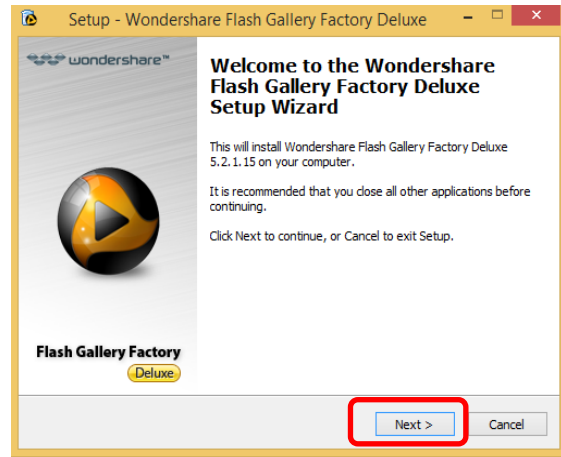 Setup - Wondershare Flash Gallery Factory Deluxe
wondershare™
Welcome to the Wondershare
Flash Gallery Factory Deluxe
Setup Wizard
This will install Wondershare Flash Gallery Factory Deluxe
5.2.1.15 on your computer.
It is recommended that you close all other applications before
continuing.
Click Next to continue, or Cancel to exit Setup.
Flash Gallery Factory
Deluxe
Next >
Cancel